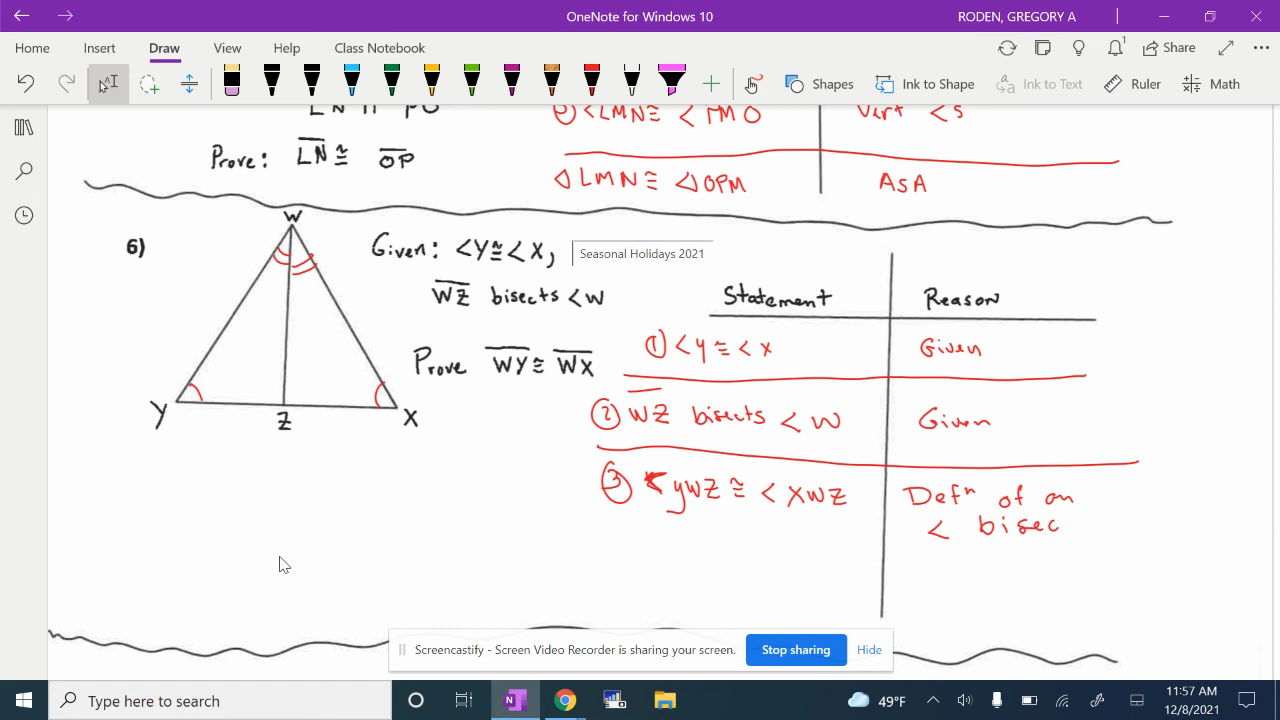 OneNote for Windows 10
RODEN, GREGORY A
Home Insert Draw View Help Class Notebook
1 Share
Shapes Ink to Shape Ink to Text Ruler Math
LN || PO
Prove: LN ≅ OP
<LMN ≅ < PMO Vert <s
△LMN ≅ △OPM ASA
6)
W
Y
Z
X
Given: <Y ≅ < X,
Seasonal Holidays 2021
WZ bisects <W
Prove WY ≅ WX
Statement Reason
① <y ≅ < x Given
② WZ bisects < W Given
③ < YWZ ≅ < XWZ Defⁿ of an
< bisec
Screencastify - Screen Video Recorder is sharing your screen. Stop sharing Hide
Type here to search
49°F
11:57 AM
12/8/2021